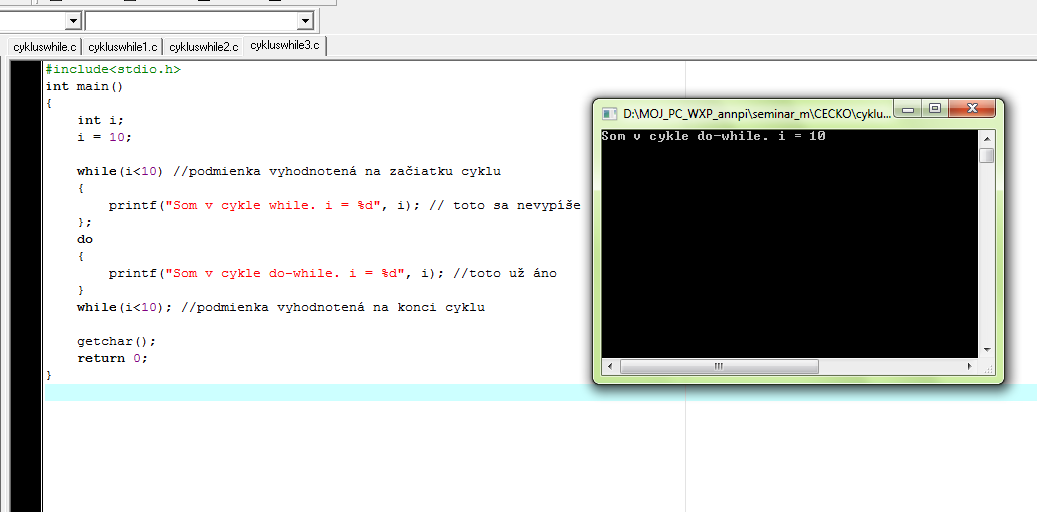 cykluswhile.c cykluswhile1.c cykluswhile2.c cykluswhile3.c
#include<stdio.h>
int main()
{
int i;
i = 10;
while(i<10) //podmienka vyhodnotená na začiatku cyklu
{
printf("Som v cykle while. i = %d", i); // toto sa nevypíše
};
do
{
printf("Som v cykle do-while. i = %d", i); //toto už áno
}
while(i<10); //podmienka vyhodnotená na konci cyklu
getchar();
return 0;
}
D:\MOJ_PC_WXP_annpi\seminar_m\CECKO\cyklu...
Som v cykle do-while. i = 10